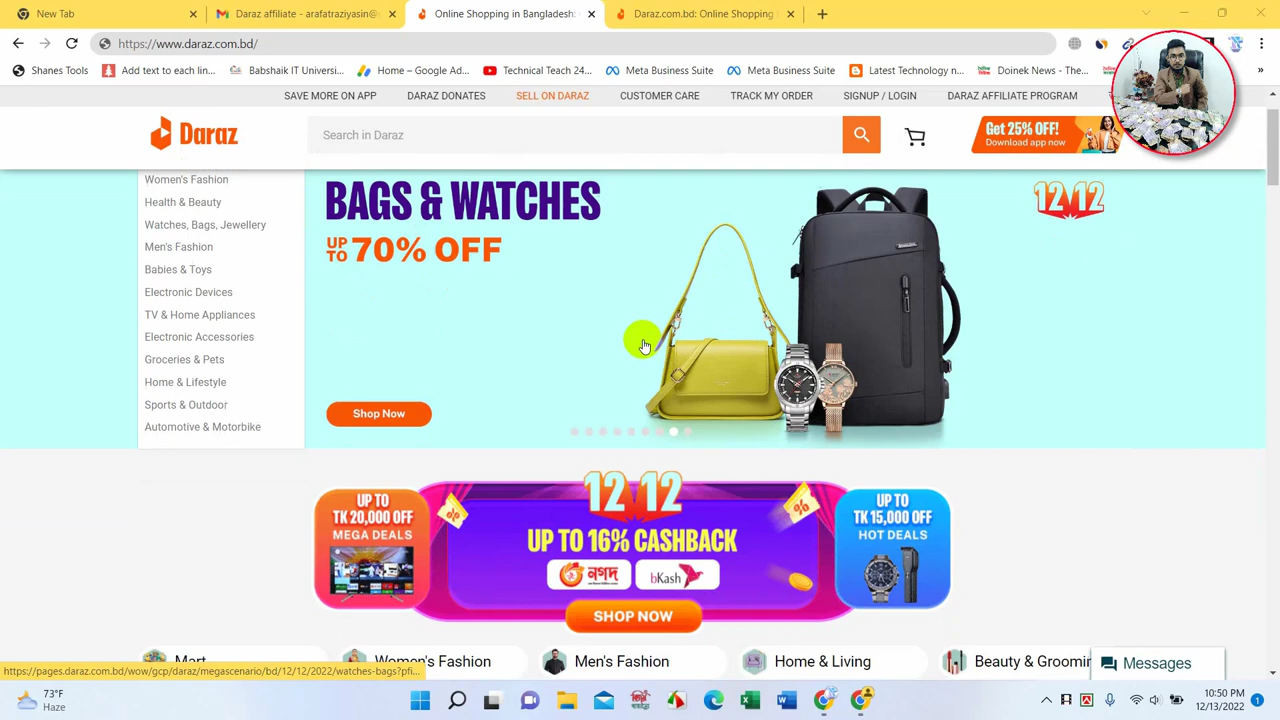 New Tab
Daraz affiliate - arafatraziyasin@
Online Shopping in Bangladesh:
Daraz.com.bd: Online Shopping
https://www.daraz.com.bd/
Shanes Tools
Add text to each lin...
Babshaik IT Universi...
Home – Google Ad...
Technical Teach 24...
Meta Business Suite
Meta Business Suite
Latest Technology n...
Doinek News - The...
SAVE MORE ON APP
DARAZ DONATES
SELL ON DARAZ
CUSTOMER CARE
TRACK MY ORDER
SIGNUP / LOGIN
DARAZ AFFILIATE PROGRAM
Daraz
Search in Daraz
Get 25% OFF!
Download app now
Women's Fashion
Health & Beauty
Watches, Bags, Jewellery
Men's Fashion
Babies & Toys
Electronic Devices
TV & Home Appliances
Electronic Accessories
Groceries & Pets
Home & Lifestyle
Sports & Outdoor
Automotive & Motorbike
BAGS & WATCHES
UP TO 70% OFF
12 12
Shop Now
UP TO
TK 20,000 OFF
MEGA DEALS
12 12
UP TO 16% CASHBACK
নগদ
bKash
SHOP NOW
UP TO
TK 15,000 OFF
HOT DEALS
Mart
Women's Fashion
Men's Fashion
Home & Living
Beauty & Groomin
Messages
https://pages.daraz.com.bd/wow/gcp/daraz/megascenario/bd/12/12/2022/watches-bags?pfi...
73°F
Haze
10:50 PM
12/13/2022
1